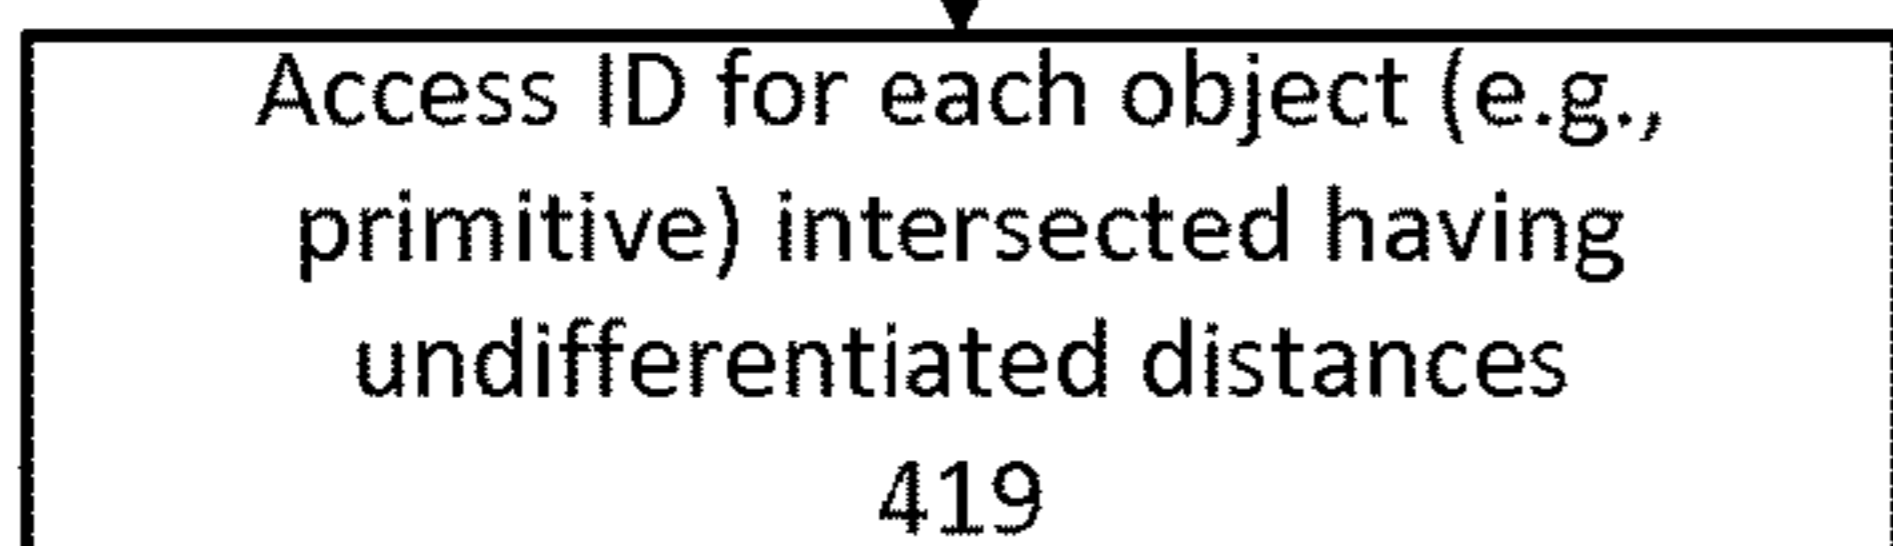 Access ID for each object (e.g.,
primitive) intersected having
undifferentiated distances
419